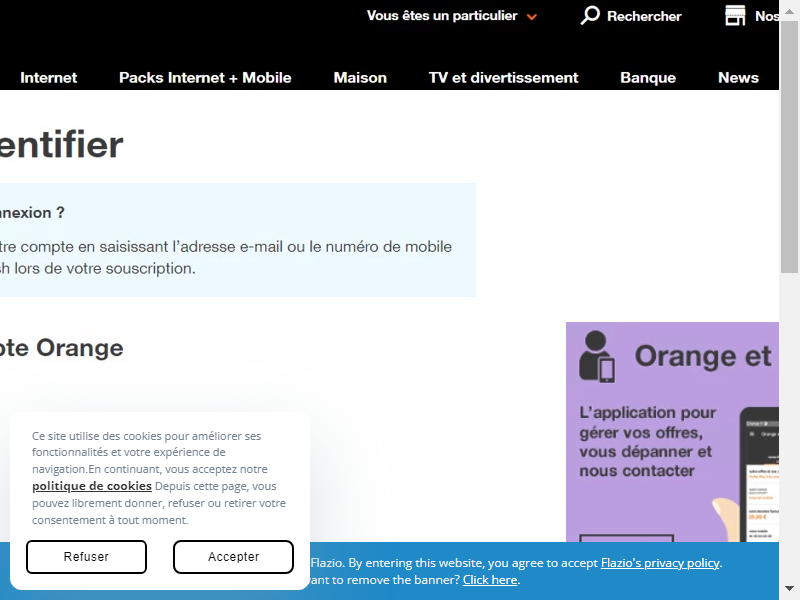 Vous êtes un particulier
Rechercher
Nos
Internet
Packs Internet + Mobile
Maison
TV et divertissement
Banque
News
entifier
nnexion ?
tre compte en saisissant l'adresse e-mail ou le numéro de mobile
sh lors de votre souscription.
pte Orange
Orange et
L'application pour
gérer vos offres,
vous dépanner et
nous contacter
Ce site utilise des cookies pour améliorer ses
fonctionnalités et votre expérience de
navigation.En continuant, vous acceptez notre
politique de cookies Depuis cette page, vous
pouvez librement donner, refuser ou retirer votre
consentement à tout moment.
Refuser
Accepter
Flazio. By entering this website, you agree to accept Flazio's privacy policy.
ant to remove the banner? Click here.